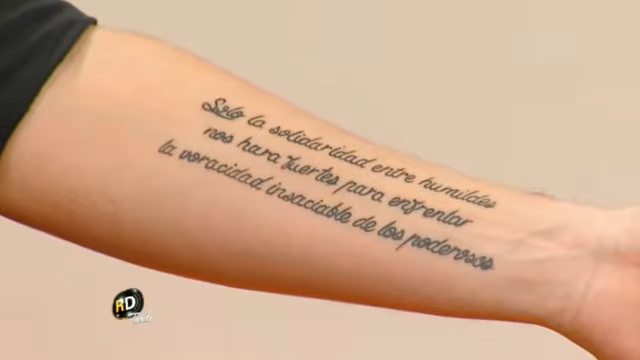 Solo la solidaridad entre humildes
nos hara fuertes para enfrentar
la voracidad insaciable de los poderosos
RD